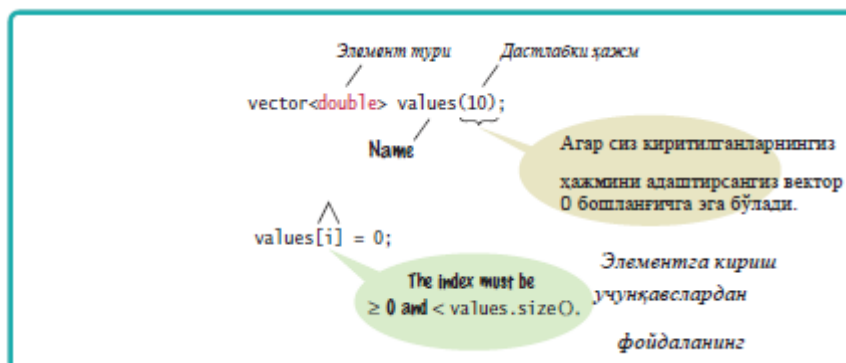 Элемент тури
Дастлабки ҳажм
vector<double> values(10);
Name
Агар сиз киритилганларнингиз
ҳажмини адаштирсангиз вектор
0 бошланғичга эга бўлади.
values[i] = 0;
The index must be
≥ 0 and < values.size().
Элементга кириш
учунқавслардан
фойдаланинг